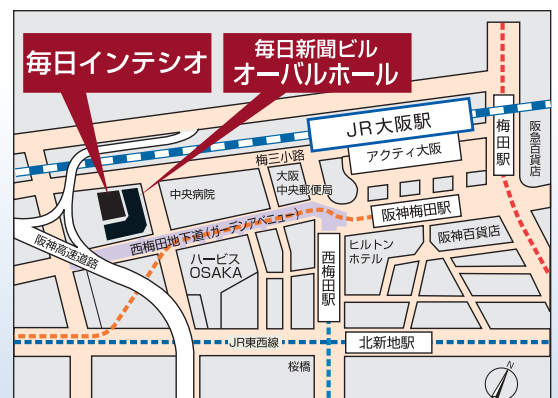 毎日インテシオ
毎日新聞ビル
オーバルホール
JR大阪駅
梅田駅
阪急百貨店
アクティ大阪
梅三小路
大阪
中央郵便局
中央病院
阪神梅田駅
西梅田地下道(ガーデンアベニュー)
阪神高速道路
ハービス
OSAKA
西梅田駅
ヒルトン
ホテル
阪神百貨店
JR東西線
北新地駅
桜橋
N